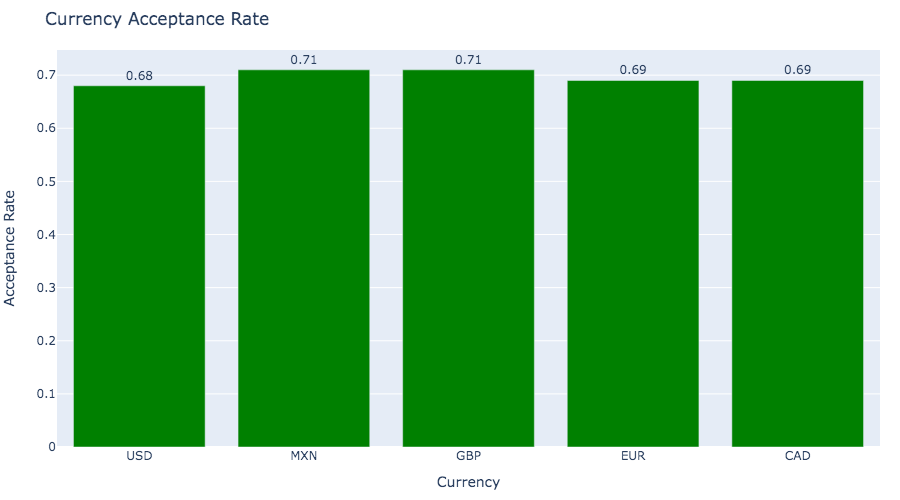 Currency Acceptance Rate
0.68
0.71
0.71
0.69
0.69
0.7
0.6
0.5
0.4
0.3
0.2
0.1
0
Acceptance Rate
USD
MXN
GBP
EUR
CAD
Currency